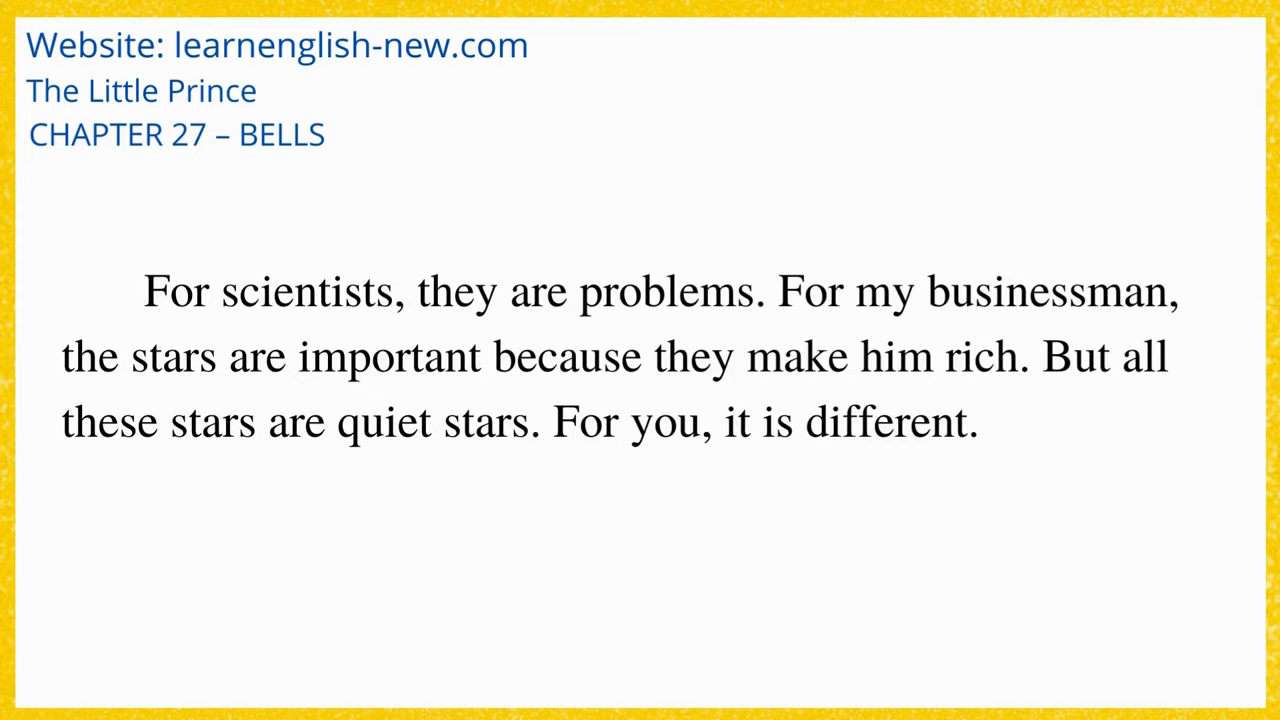 Website: learnenglish-new.com
The Little Prince
CHAPTER 27 – BELLS
For scientists, they are problems. For my businessman,
the stars are important because they make him rich. But all
these stars are quiet stars. For you, it is different.